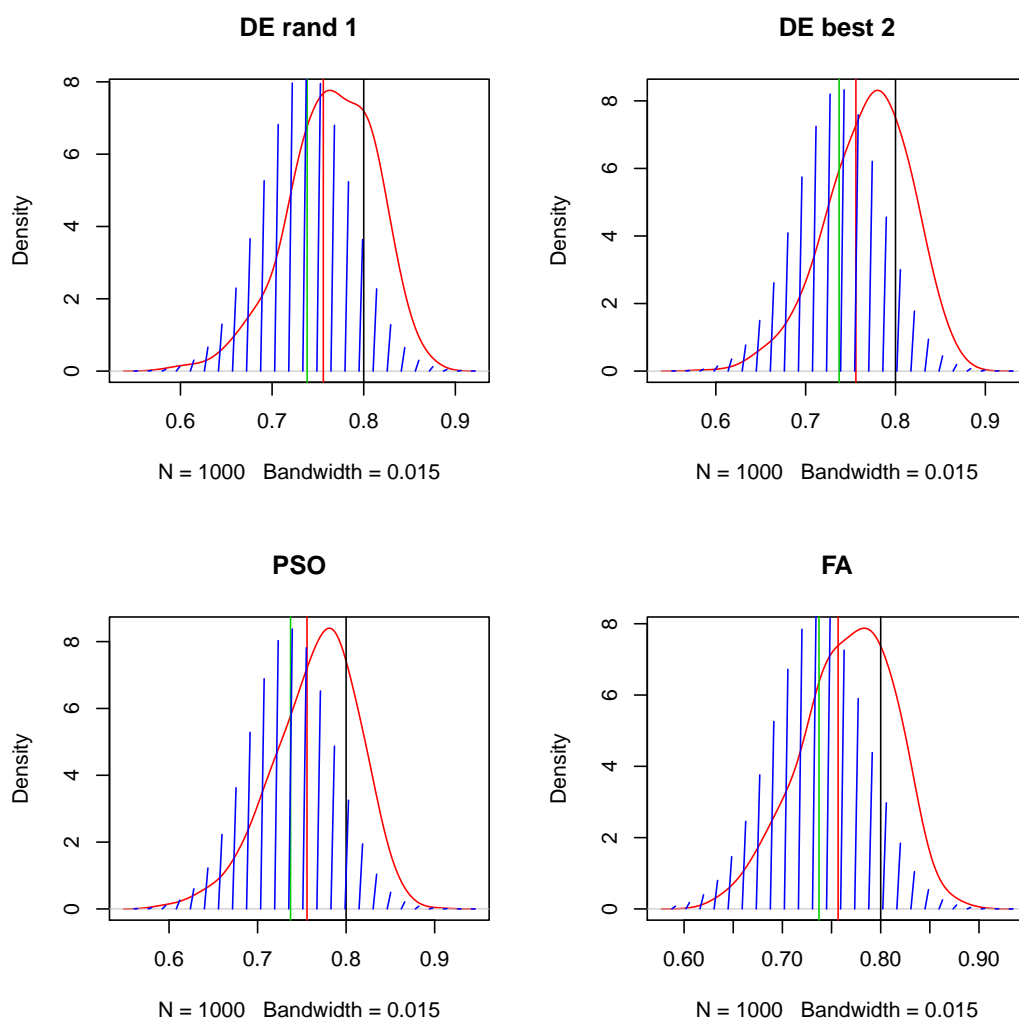 DE rand 1
Density
0 2 4 6 8
0.6 0.7 0.8 0.9
N = 1000 Bandwidth = 0.015
DE best 2
Density
0 2 4 6 8
0.6 0.7 0.8 0.9
N = 1000 Bandwidth = 0.015
PSO
Density
0 2 4 6 8
0.6 0.7 0.8 0.9
N = 1000 Bandwidth = 0.015
FA
Density
0 2 4 6 8
0.60 0.70 0.80 0.90
N = 1000 Bandwidth = 0.015